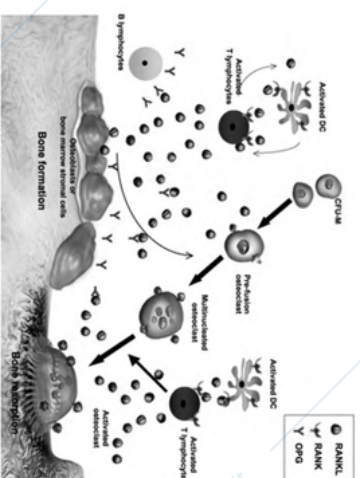 B lymphocytes
Activated
T lymphocytes
Activated DC
CFU-M
Pre-fusion osteoclast
Multinucleated
osteoclast
Osteoblasts or
bone marrow stromal cells
Bone formation
Activated DC
Activated
T lymphocytes
Activated
osteoclast
Bone resorption
RANKL
RANK
OPG